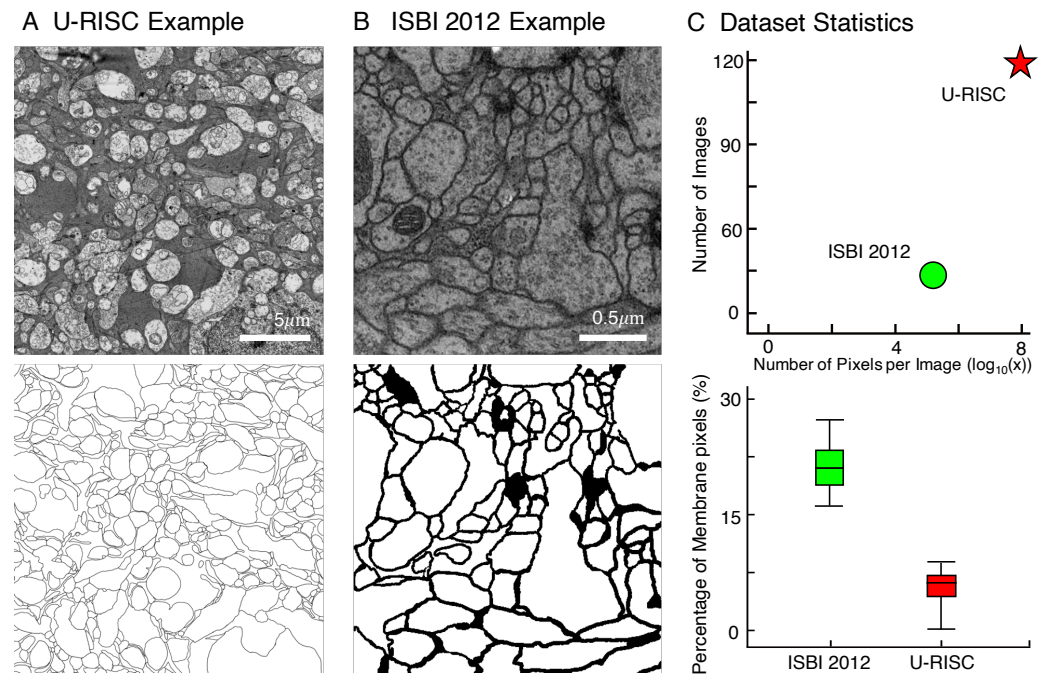 A U-RISC Example
B ISBI 2012 Example
C Dataset Statistics
5μm
0.5μm
Number of Images
120
90
60
0
U-RISC
ISBI 2012
0 4 8
Number of Pixels per Image (log₁₀(x))
Percentage of Membrane pixels (%)
30
15
0
ISBI 2012 U-RISC